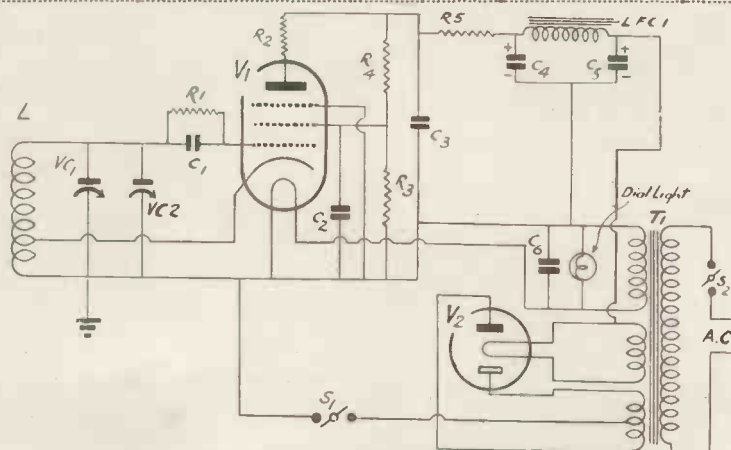 R2
R5
LFC1
V1
R4
C4
C5
L
R1
C3
VC1
C1
VC2
R3
C2
Dial Light
T1
C6
S2
V2
A.C
S1
+
-
+
-